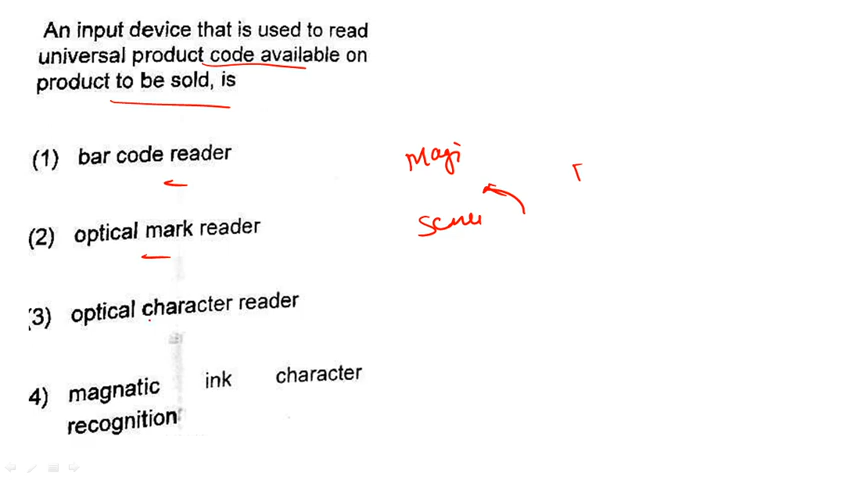 An input device that is used to read
universal product code available on
product to be sold, is
(1) bar code reader
(2) optical mark reader
(3) optical character reader
4) magnatic ink character
recognition
Magi